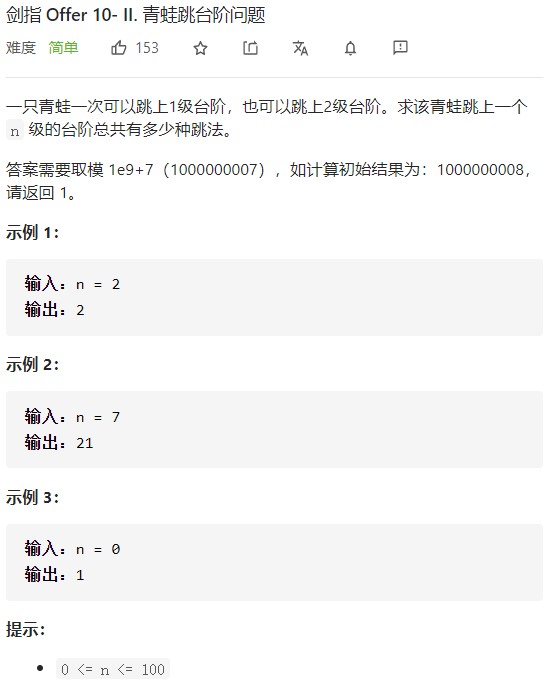 剑指 Offer 10- II. 青蛙跳台阶问题
难度 简单 153
一只青蛙一次可以跳上1级台阶，也可以跳上2级台阶。求该青蛙跳上一个
n 级的台阶总共有多少种跳法。
答案需要取模 1e9+7（1000000007），如计算初始结果为：1000000008，
请返回 1。
示例 1：
输入：n = 2
输出：2
示例 2：
输入：n = 7
输出：21
示例 3：
输入：n = 0
输出：1
提示：
• 0 <= n <= 100